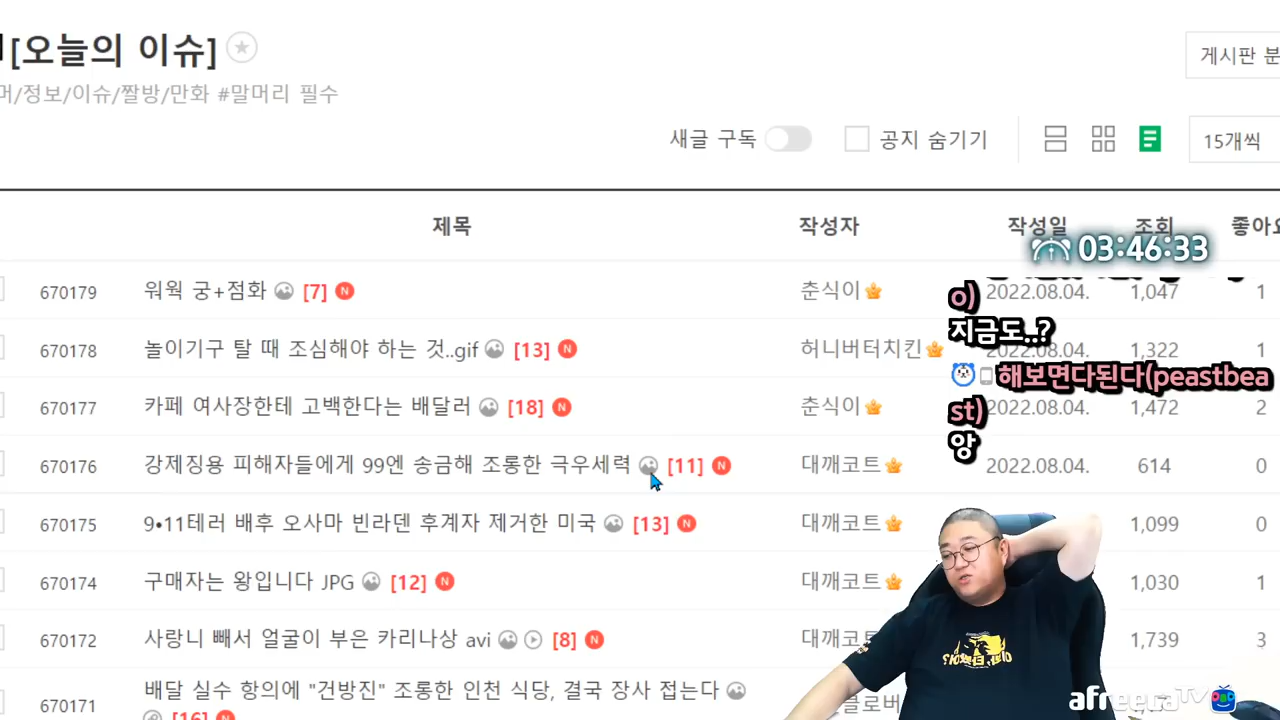 [오늘의 이슈]
게시판 분
머/정보/이슈/짤방/만화 #말머리 필수
새글 구독 공지 숨기기 15개씩
제목 작성자 작성일 조회 좋아요
03:46:33
670179 워웍 궁+점화 [7] N 춘식이 2022.08.04. 1,047 1
o)
지금도..?
670178 놀이기구 탈 때 조심해야 하는 것..gif [13] N 허니버터치킨 2022.08.04. 1,322 1
해보면다된다(peastbea
st)
670177 카페 여사장한테 고백한다는 배달러 [18] N 춘식이 2022.08.04. 1,472 2
앙
670176 강제징용 피해자들에게 99엔 송금해 조롱한 극우세력 [11] N 대깨코트 2022.08.04. 614 0
670175 9•11테러 배후 오사마 빈라덴 후계자 제거한 미국 [13] N 대깨코트 1,099 0
670174 구매자는 왕입니다 JPG [12] N 대깨코트 1,030 1
670172 사랑니 빼서 얼굴이 부은 카리나상 avi [8] N 대깨코 1,739 3
670171 배달 실수 항의에 "건방진" 조롱한 인천 식당, 결국 장사 접는다 클로버
[16] N
afreecaTV